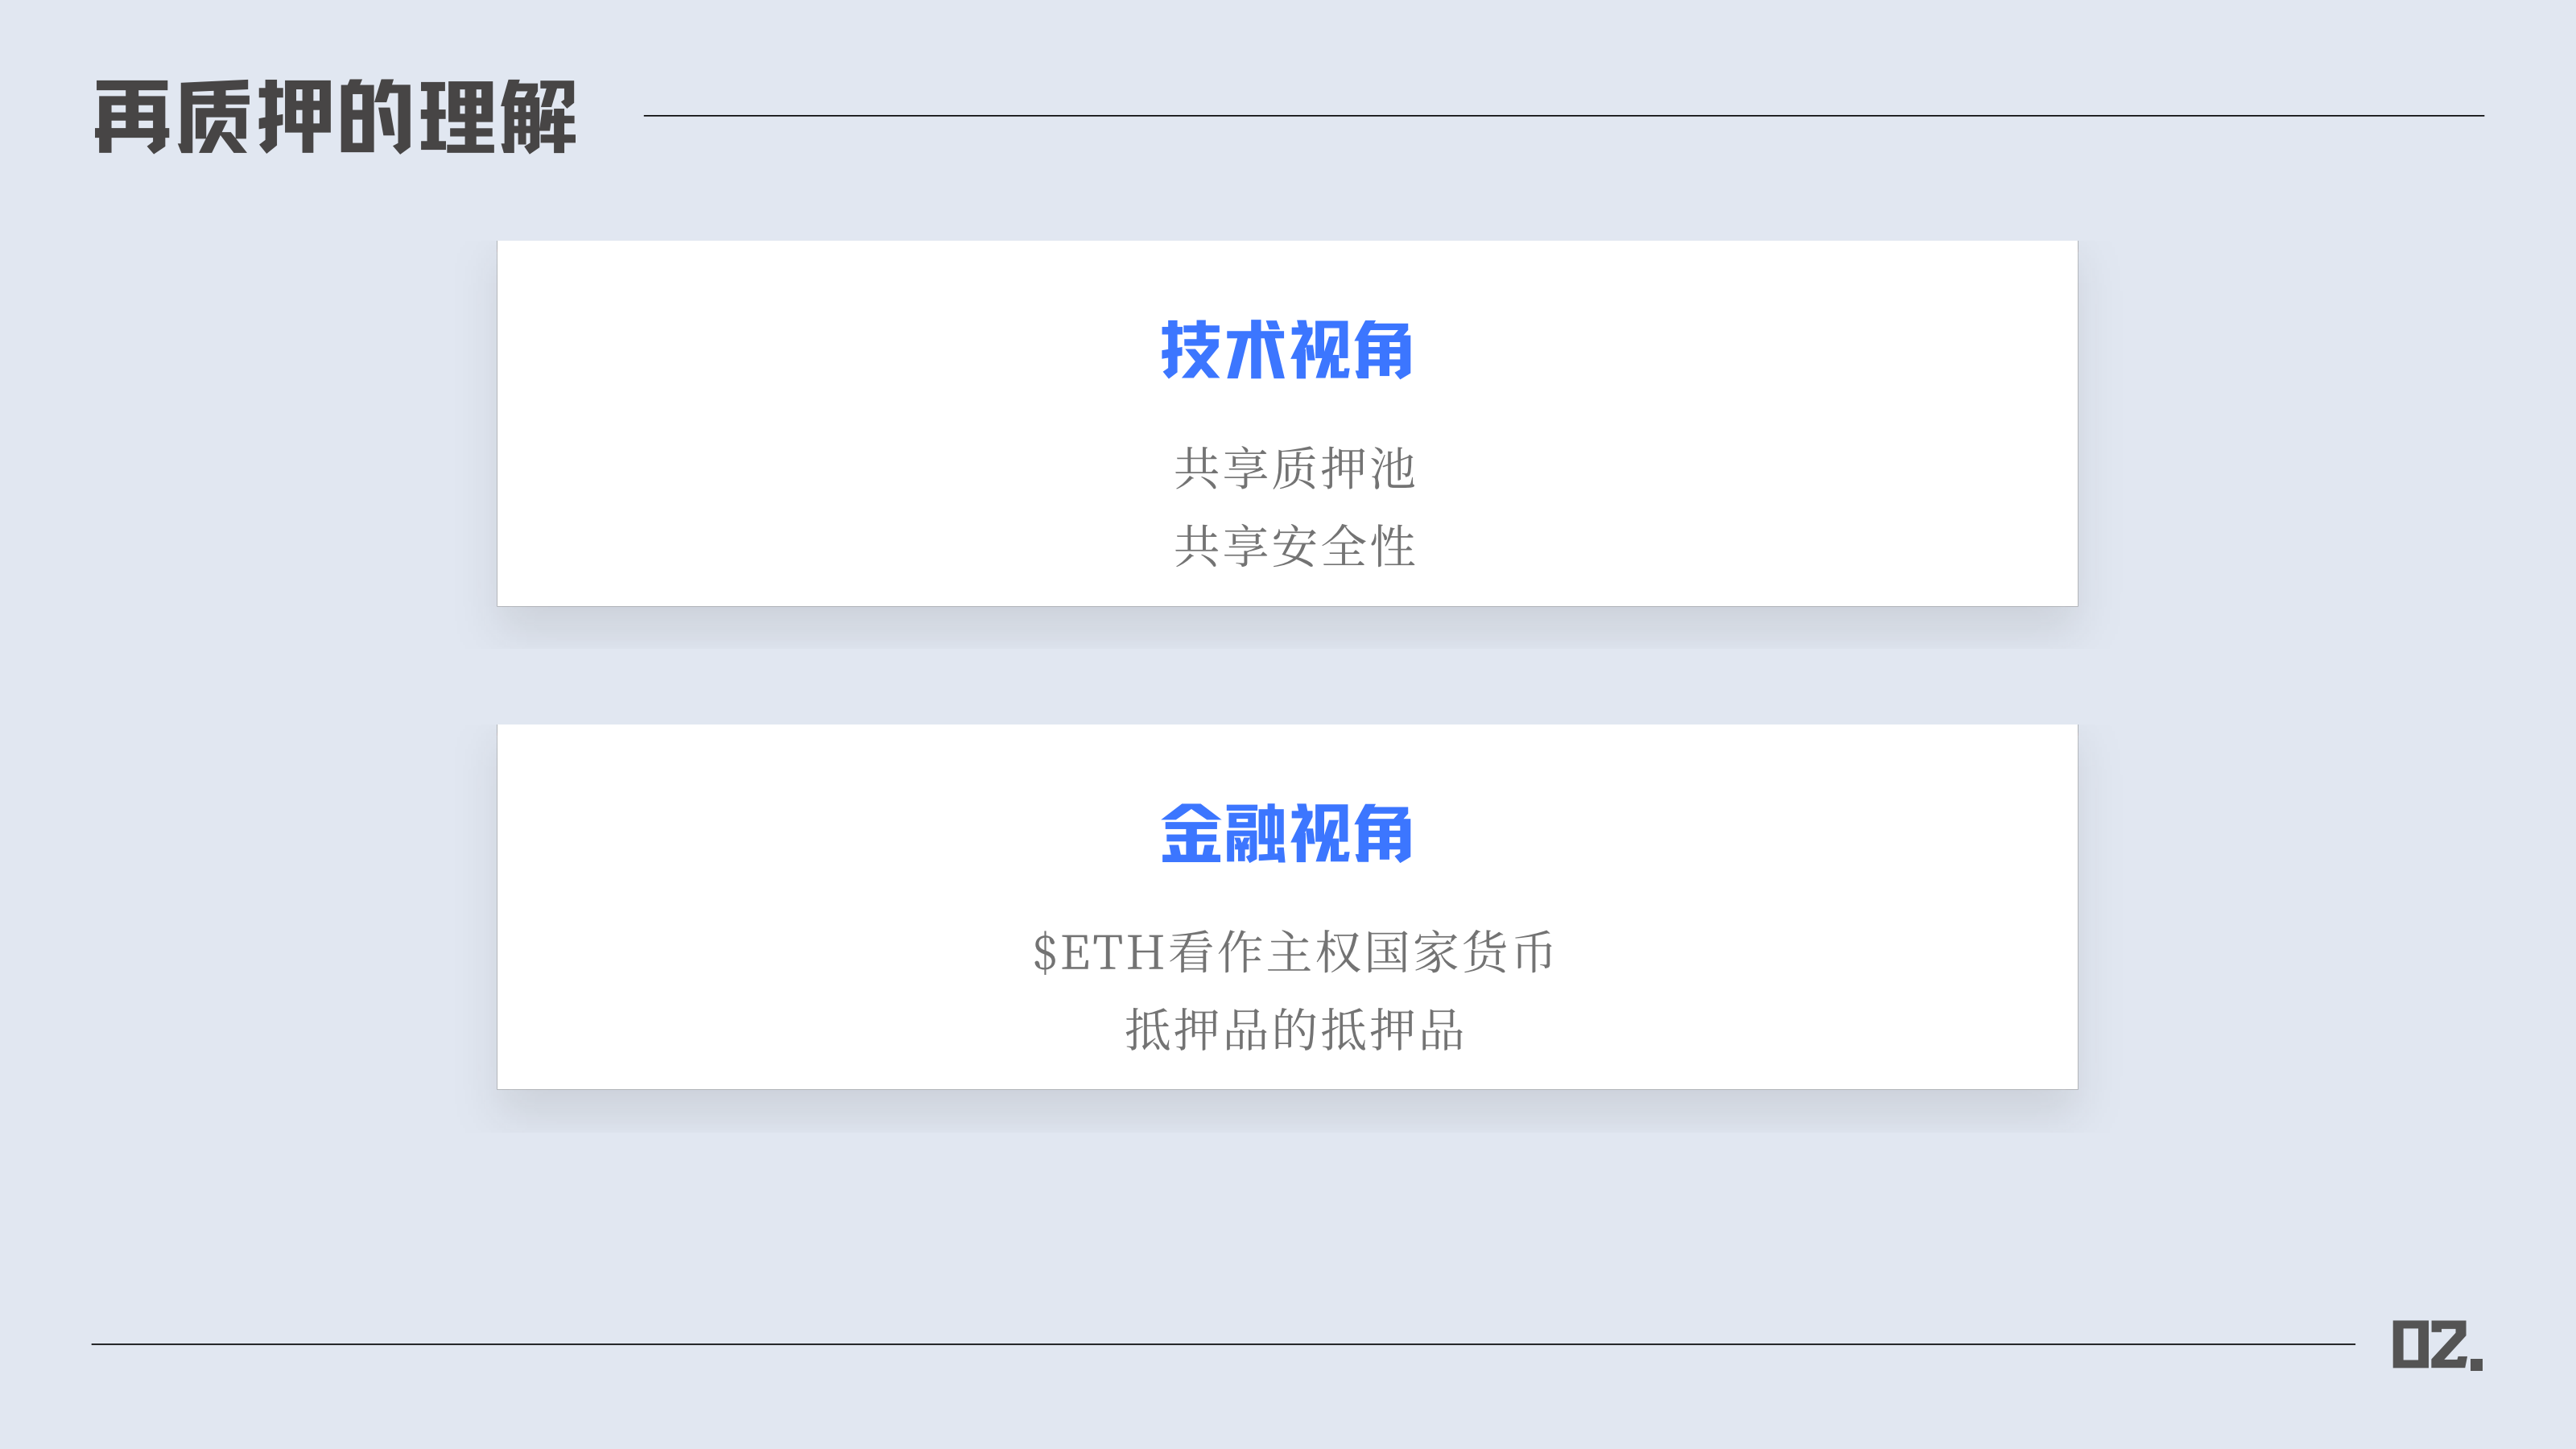 再质押的理解
技术视角
共享质押池
共享安全性
金融视角
$ETH看作主权国家货币
抵押品的抵押品
02.